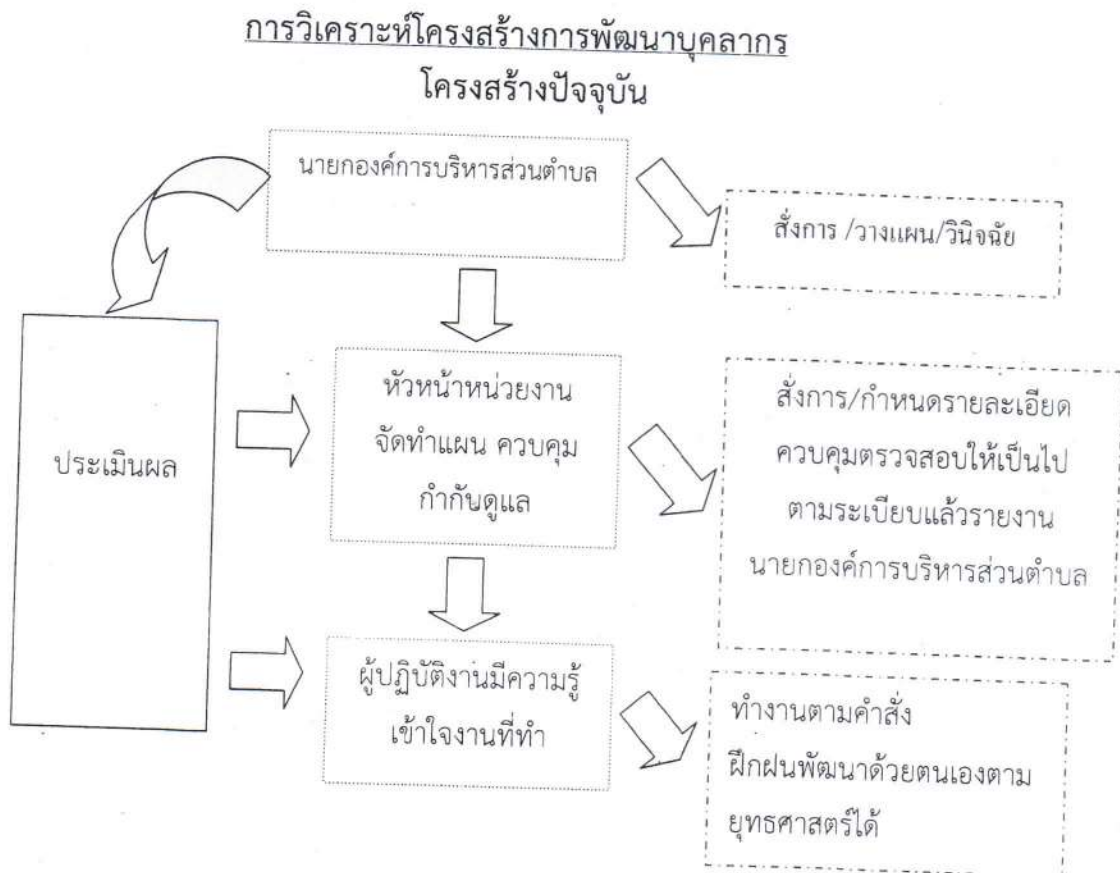 การวิเคราะห์โครงสร้างการพัฒนาบุคลากร
โครงสร้างปัจจุบัน
นายกองค์การบริหารส่วนตำบล
สั่งการ /วางแผน/วินิจฉัย
ประเมินผล
หัวหน้าหน่วยงาน
จัดทำแผน ควบคุม
กำกับดูแล
สั่งการ/กำหนดรายละเอียด
ควบคุมตรวจสอบให้เป็นไป
ตามระเบียบแล้วรายงาน
นายกองค์การบริหารส่วนตำบล
ผู้ปฏิบัติงานมีความรู้
เข้าใจงานที่ทำ
ทำงานตามคำสั่ง
ฝึกฝนพัฒนาด้วยตนเองตาม
ยุทธศาสตร์ได้